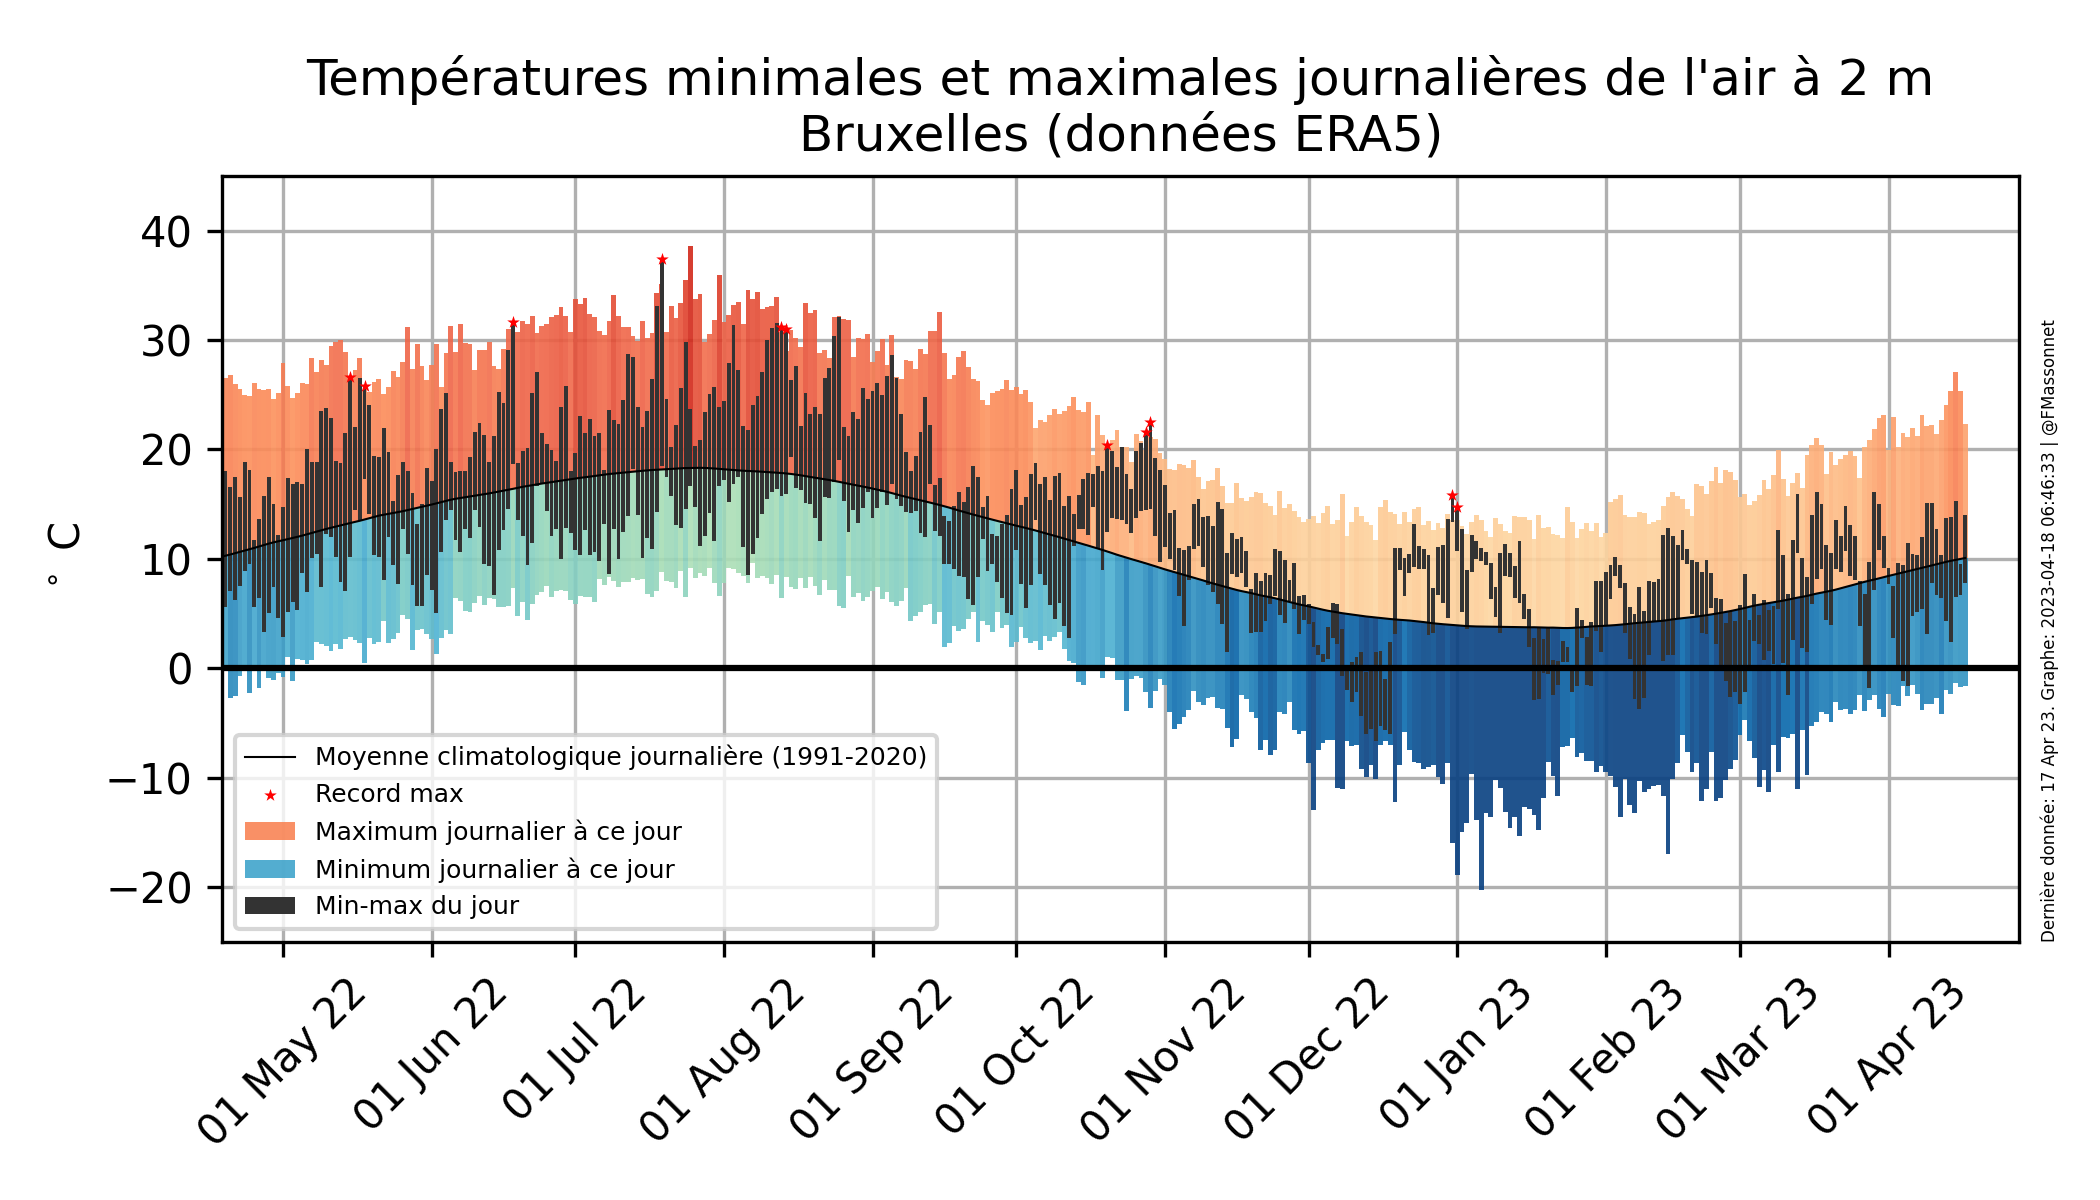 Températures minimales et maximales journalières de l'air à 2 m
Bruxelles (données ERA5)
° C
40
30
20
10
0
−10
−20
Moyenne climatologique journalière (1991-2020)
Record max
Maximum journalier à ce jour
Minimum journalier à ce jour
Min-max du jour
01 May 22
01 Jun 22
01 Jul 22
01 Aug 22
01 Sep 22
01 Oct 22
01 Nov 22
01 Dec 22
01 Jan 23
01 Feb 23
01 Mar 23
01 Apr 23
Dernière donnée: 17 Apr 23. Graphe: 2023-04-18 06:46:33 | @FMassonnet